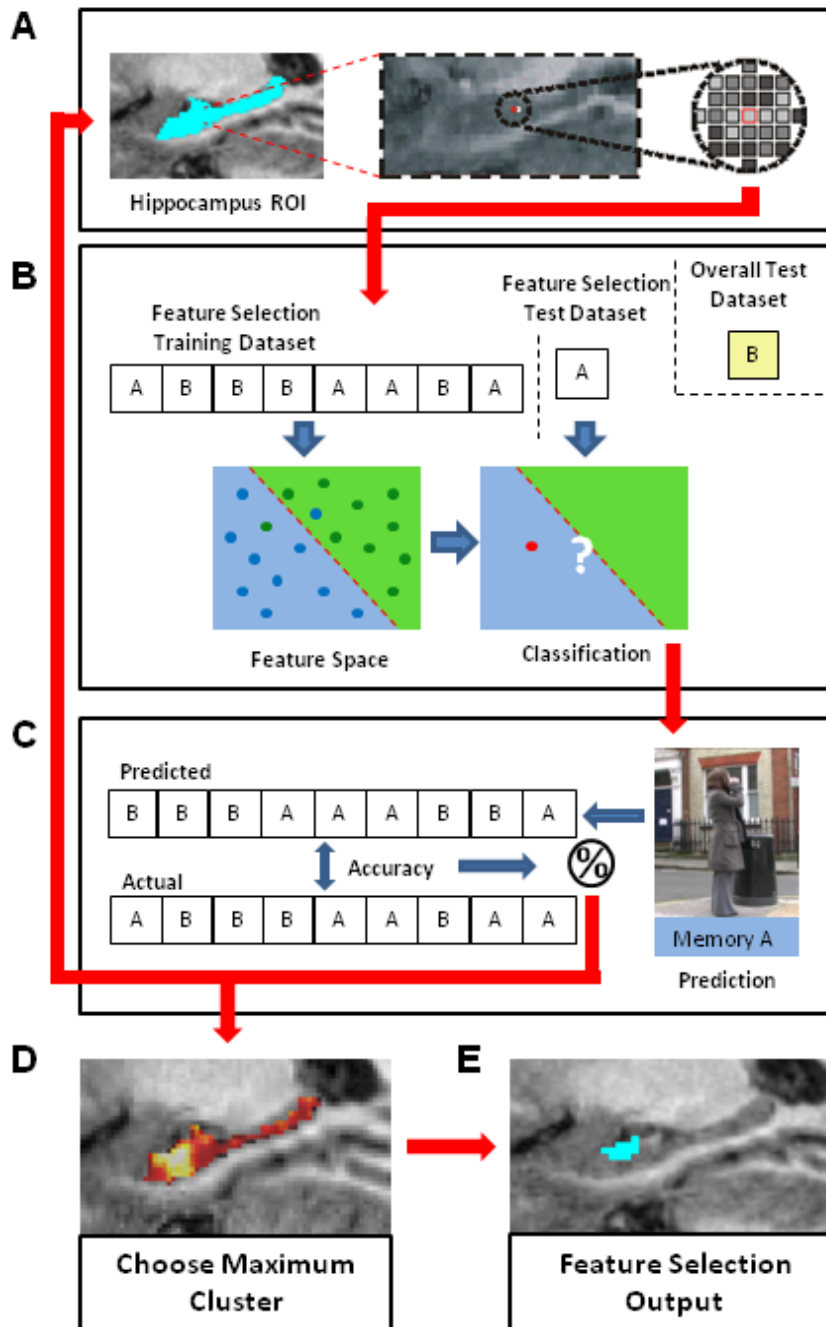 A
Hippocampus ROI
B
Feature Selection
Training Dataset
Feature Selection
Test Dataset
Overall Test
Dataset
A B B B A A B A
A
B
Feature Space
Classification
?
C
Predicted
B B B A A A B B A
Accuracy
%
Actual
A B B B A A B A A
Memory A
Prediction
D
Choose Maximum
Cluster
E
Feature Selection
Output